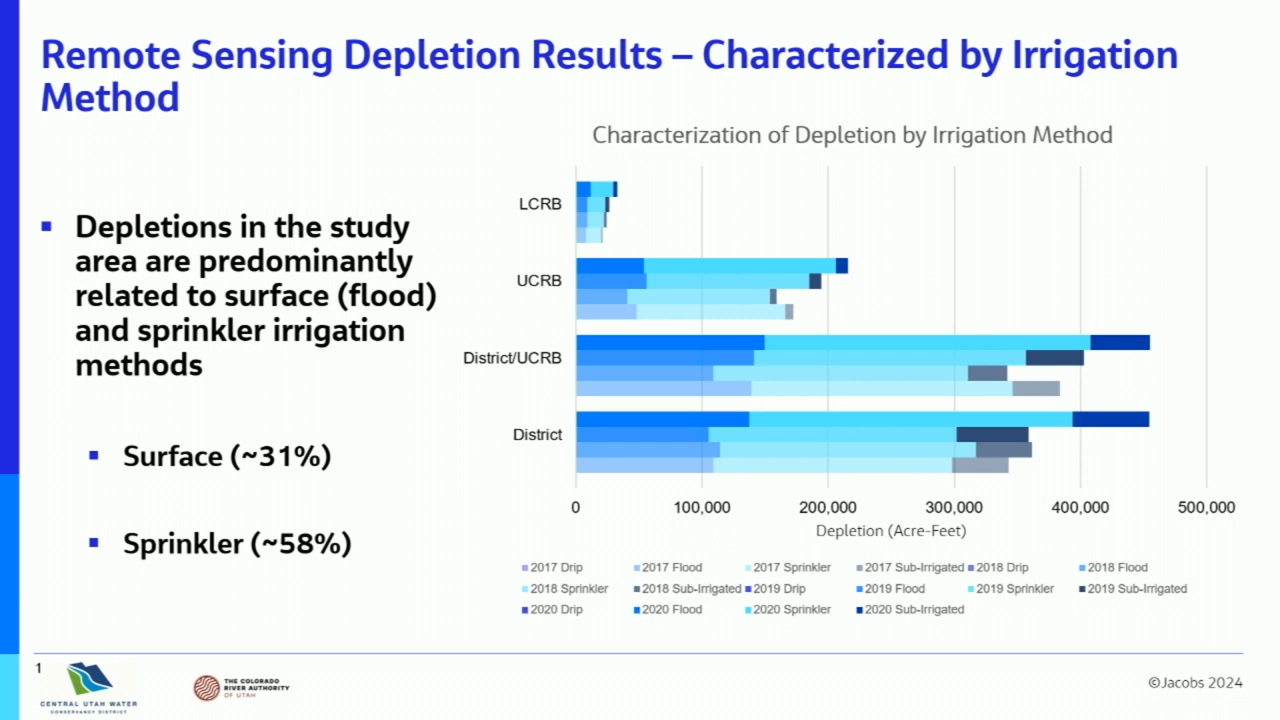 Remote Sensing Depletion Results – Characterized by Irrigation
Method
▪ Depletions in the study
area are predominantly
related to surface (flood)
and sprinkler irrigation
methods
▪ Surface (~31%)
▪ Sprinkler (~58%)
Characterization of Depletion by Irrigation Method
LCRB
UCRB
District/UCRB
District
0 100,000 200,000 300,000 400,000 500,000
Depletion (Acre-Feet)
2017 Drip 2017 Flood 2017 Sprinkler 2017 Sub-Irrigated 2018 Drip 2018 Flood
2018 Sprinkler 2018 Sub-Irrigated 2019 Drip 2019 Flood 2019 Sprinkler 2019 Sub-Irrigated
2020 Drip 2020 Flood 2020 Sprinkler 2020 Sub-Irrigated
1
CENTRAL UTAH WATER
CONSERVANCY DISTRICT
THE COLORADO
RIVER AUTHORITY
OF UTAH
©Jacobs 2024